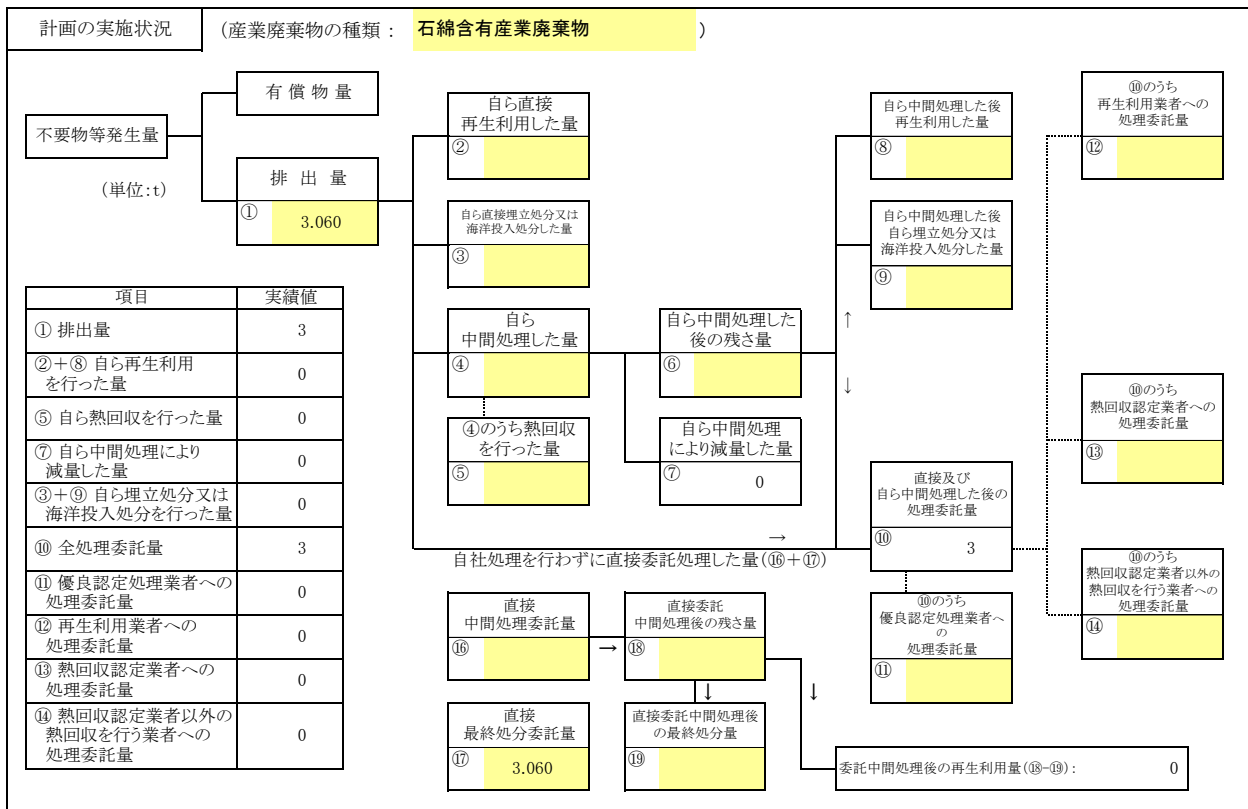 計画の実施状況
(産業廃棄物の種類： 石綿含有産業廃棄物 )
不要物等発生量
(単位:t)
有 償 物 量
排 出 量
① 3.060
自ら直接
再生利用した量
②
自ら直接埋立処分又は
海洋投入処分した量
③
自ら
中間処理した量
④
④のうち熱回収
を行った量
⑤
自ら中間処理した
後の残さ量
⑥
自ら中間処理
により減量した量
⑦ 0
自ら中間処理した後
再生利用した量
⑧
自ら中間処理した後
自ら埋立処分又は
海洋投入処分した量
⑨
↑
↓
⑩のうち
再生利用業者への
処理委託量
⑫
⑩のうち
熱回収認定業者への
処理委託量
⑬
⑩のうち
熱回収認定業者以外の
熱回収を行う業者への
処理委託量
⑭
直接及び
自ら中間処理した後の
処理委託量
⑩ 3
⑩のうち
優良認定処理業者へ
の
処理委託量
⑪
→
自社処理を行わずに直接委託処理した量(⑯+⑰)
直接
中間処理委託量
⑯
→
直接委託
中間処理後の残さ量
⑱
↓
↓
直接
最終処分委託量
⑰ 3.060
直接委託中間処理後
の最終処分量
⑲
委託中間処理後の再生利用量(⑱-⑲)： 0
項目 実績値
① 排出量 3
②+⑧ 自ら再生利用
を行った量 0
⑤ 自ら熱回収を行った量 0
⑦ 自ら中間処理により
減量した量 0
③+⑨ 自ら埋立処分又は
海洋投入処分を行った量 0
⑩ 全処理委託量 3
⑪ 優良認定処理業者への
処理委託量 0
⑫ 再生利用業者への
処理委託量 0
⑬ 熱回収認定業者への
処理委託量 0
⑭ 熱回収認定業者以外の
熱回収を行う業者への
処理委託量 0